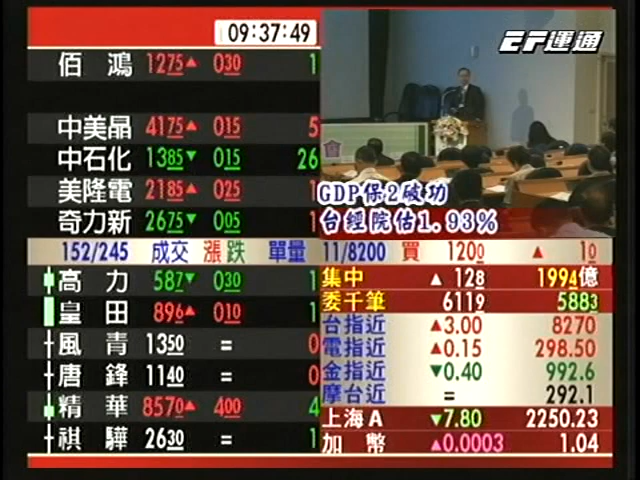 09:37:49
EF運通
佰鴻 1275▲ 030 1
中美晶 4175▲ 015 5
中石化 1385▼ 015 26
美隆電 2185▲ 025 1
奇力新 2675▼ 005 1
GDP保2破功
台經院估1.93%
152/245 成交 漲跌 單量
11/8200 買 1200 ▲ 10
高力 587▼ 030 1
皇田 896▲ 010 1
風青 1350 = 0
唐鋒 1140 = 0
精華 8570▲ 400 4
祺驊 2630 = 1
集中 ▲128 1994億
委千筆 6119 5883
台指近 ▲3.00 8270
電指近 ▲0.15 298.50
金指近 ▼0.40 992.6
摩台近 = 292.1
上海A ▼7.80 2250.23
加幣 ▲0.0003 1.04